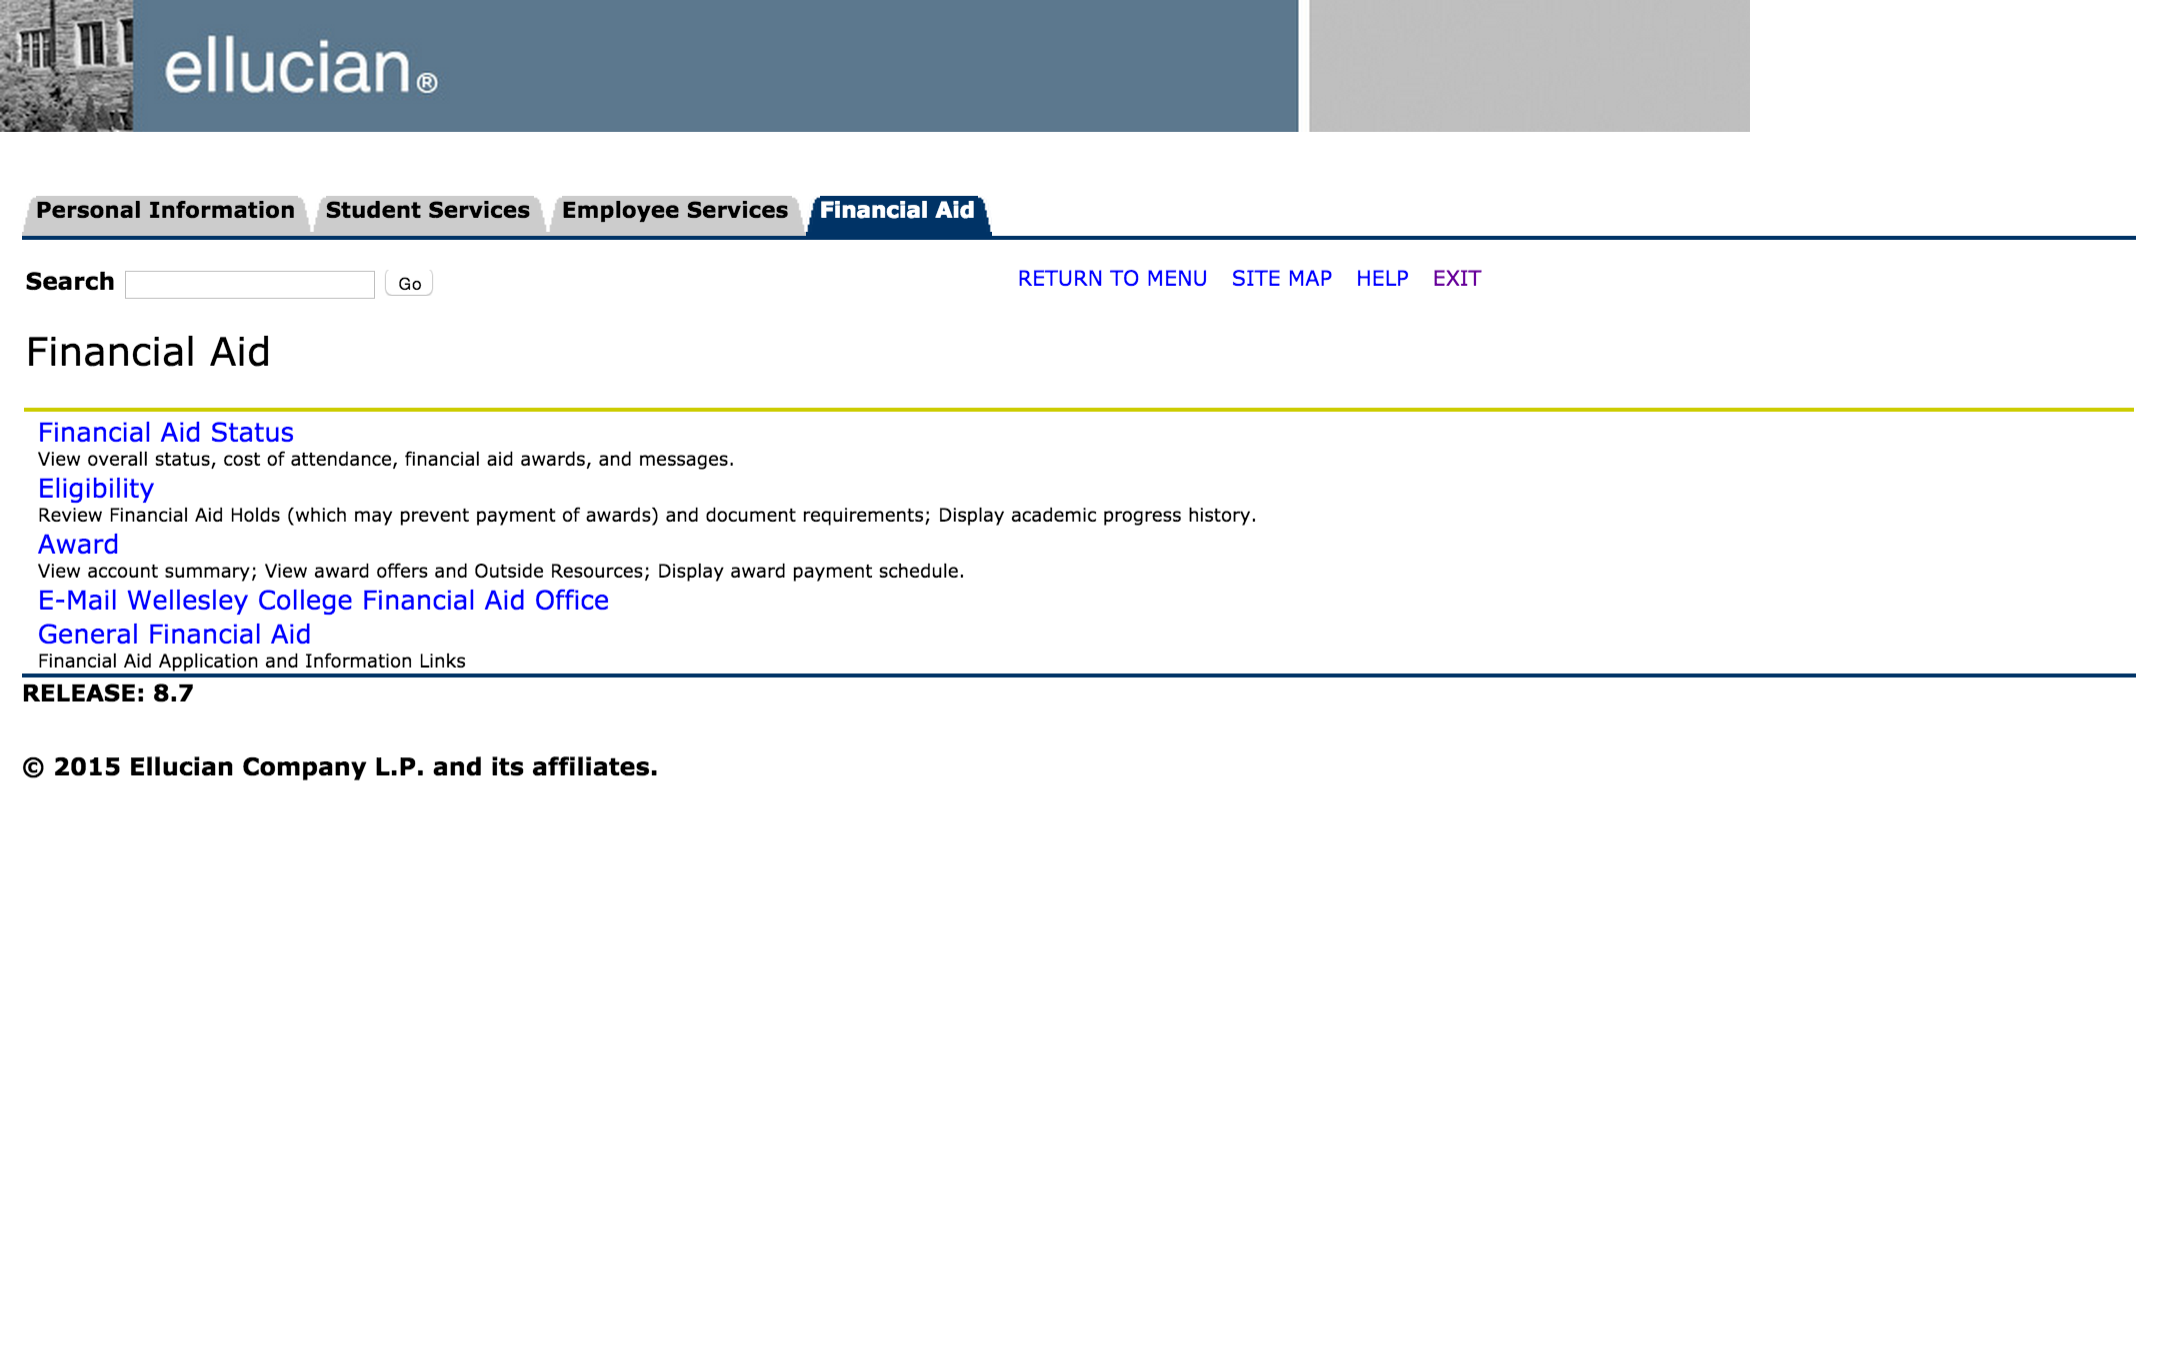 ellucian®
Personal Information Student Services Employee Services Financial Aid
Search Go RETURN TO MENU SITE MAP HELP EXIT
Financial Aid
Financial Aid Status
View overall status, cost of attendance, financial aid awards, and messages.
Eligibility
Review Financial Aid Holds (which may prevent payment of awards) and document requirements; Display academic progress history.
Award
View account summary; View award offers and Outside Resources; Display award payment schedule.
E-Mail Wellesley College Financial Aid Office
General Financial Aid
Financial Aid Application and Information Links
RELEASE: 8.7
© 2015 Ellucian Company L.P. and its affiliates.